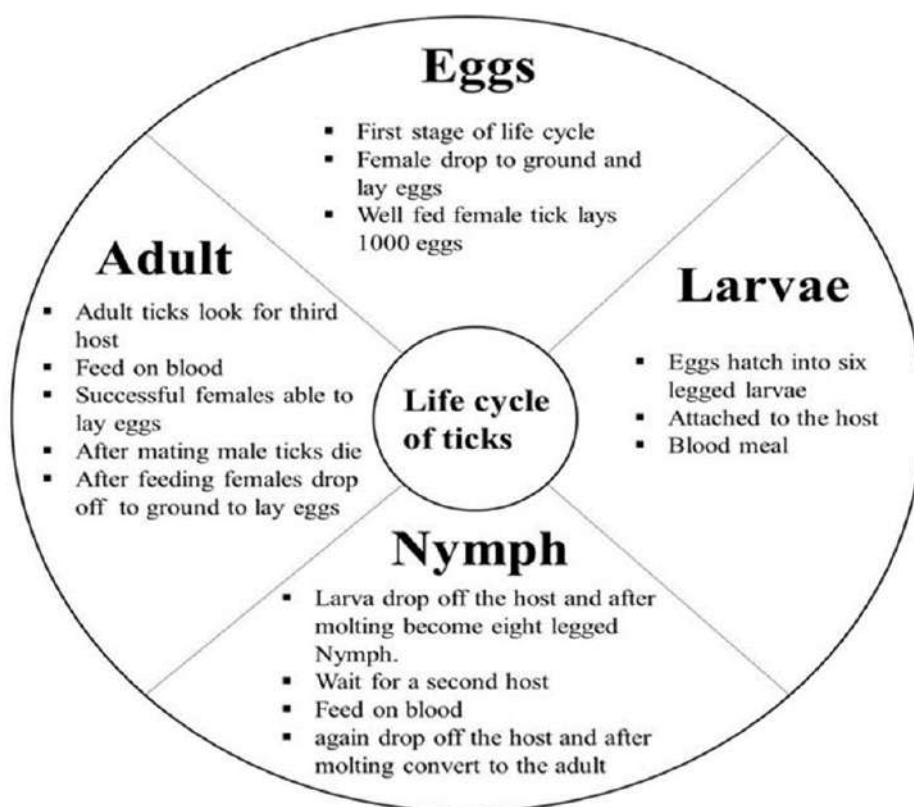 Eggs
▪ First stage of life cycle
▪ Female drop to ground and
lay eggs
▪ Well fed female tick lays
1000 eggs
Larvae
▪ Eggs hatch into six
legged larvae
▪ Attached to the host
▪ Blood meal
Nymph
▪ Larva drop off the host and after
molting become eight legged
Nymph.
▪ Wait for a second host
▪ Feed on blood
▪ again drop off the host and after
molting convert to the adult
Adult
▪ Adult ticks look for third
host
▪ Feed on blood
▪ Successful females able to
lay eggs
▪ After mating male ticks die
▪ After feeding females drop
off to ground to lay eggs
Life cycle
of ticks